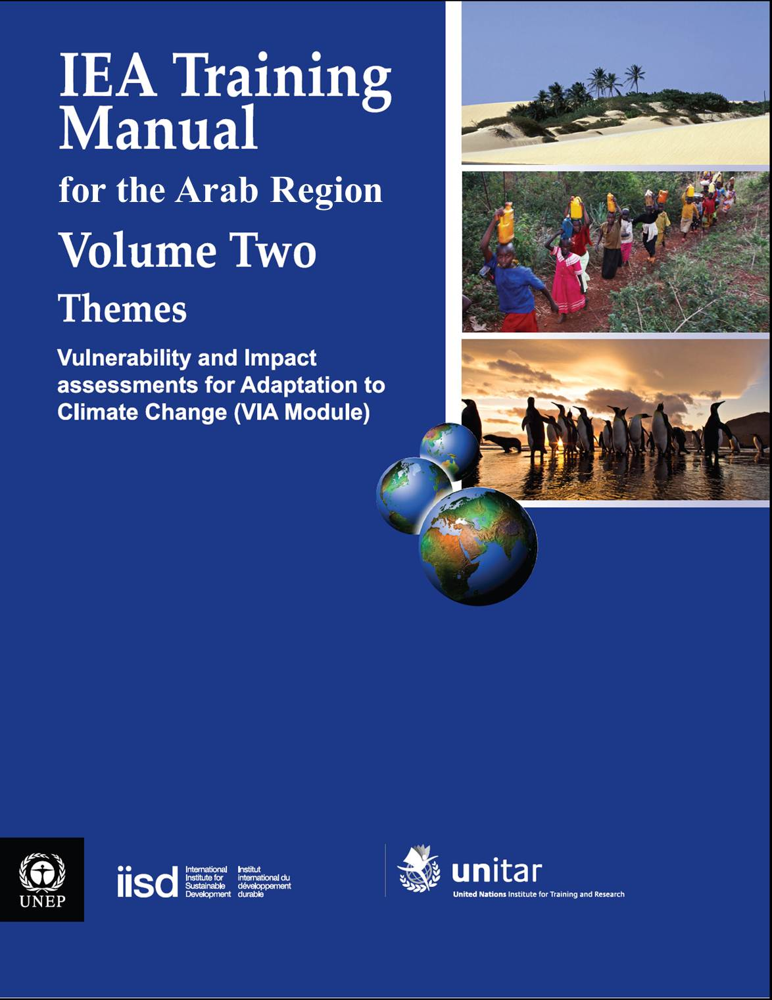 IEA Training
Manual
for the Arab Region
Volume Two
Themes
Vulnerability and Impact
assessments for Adaptation to
Climate Change (VIA Module)
UNEP
iisd
International
Institute for
Sustainable
Development
Institut
international du
développement
durable
unitar
United Nations Institute for Training and Research